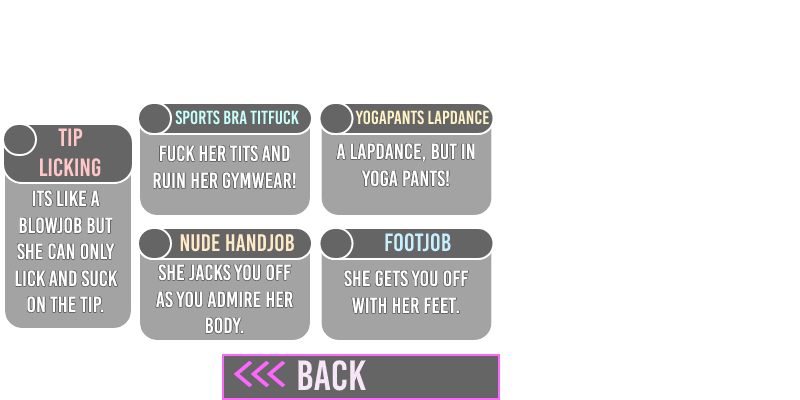 TIP
LICKING
ITS LIKE A
BLOWJOB BUT
SHE CAN ONLY
LICK AND SUCK
ON THE TIP.
SPORTS BRA TITFUCK
FUCK HER TITS AND
RUIN HER GYMWEAR!
YOGAPANTS LAPDANCE
A LAPDANCE, BUT IN
YOGA PANTS!
NUDE HANDJOB
SHE JACKS YOU OFF
AS YOU ADMIRE HER
BODY.
FOOTJOB
SHE GETS YOU OFF
WITH HER FEET.
BACK